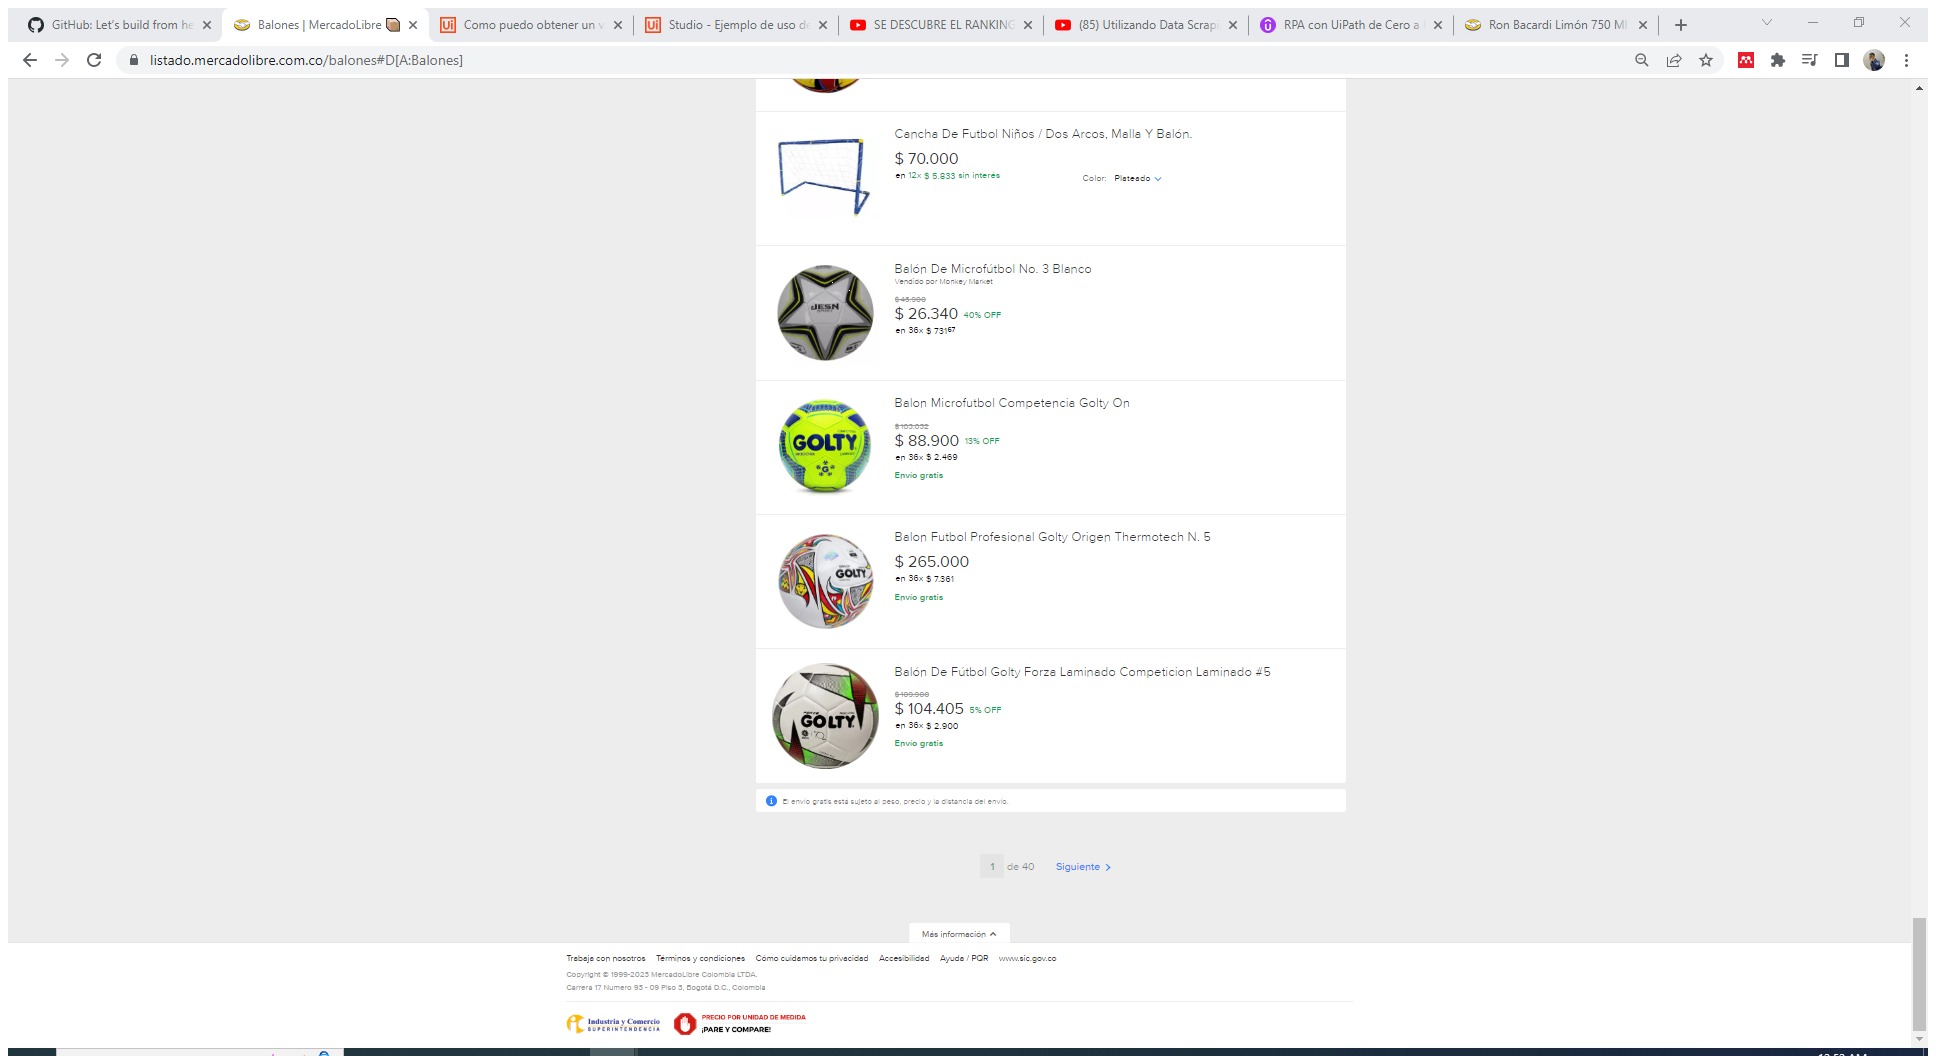 GitHub: Let's build from he
Balones | MercadoLibre
Como puedo obtener un v
Studio - Ejemplo de uso de
SE DESCUBRE EL RANKING
(85) Utilizando Data Scrapi
RPA con UiPath de Cero a
Ron Bacardi Limón 750 Ml
listado.mercadolibre.com.co/balones#D[A:Balones]
Cancha De Futbol Niños / Dos Arcos, Malla Y Balón.
$ 70.000
en 12x $ 5.833 sin interés
Color: Plateado
Balón De Microfútbol No. 3 Blanco
Vendido por Monkey Market
$ 26.340 40% OFF
en 36x $ 731⁶⁷
JESN
Balon Microfutbol Competencia Golty On
$ 88.900 13% OFF
en 36x $ 2.469
Envío gratis
GOLTY
Balon Futbol Profesional Golty Origen Thermotech N. 5
$ 265.000
en 36x $ 7.361
Envío gratis
GOLTY
Balón De Fútbol Golty Forza Laminado Competicion Laminado #5
$ 109.900
$ 104.405 5% OFF
en 36x $ 2.900
Envío gratis
GOLTY
El envío gratis está sujeto al peso, precio y la distancia del envío.
1 de 40 Siguiente
Más información
Trabaja con nosotros Términos y condiciones Cómo cuidamos tu privacidad Accesibilidad Ayuda / PQR www.sic.gov.co
Copyright © 1999-2023 MercadoLibre Colombia LTDA.
Carrera 17 Numero 93 - 09 Piso 3, Bogotá D.C., Colombia
Industria y Comercio
SUPERINTENDENCIA
PRECIO POR UNIDAD DE MEDIDA
¡PARE Y COMPARE!